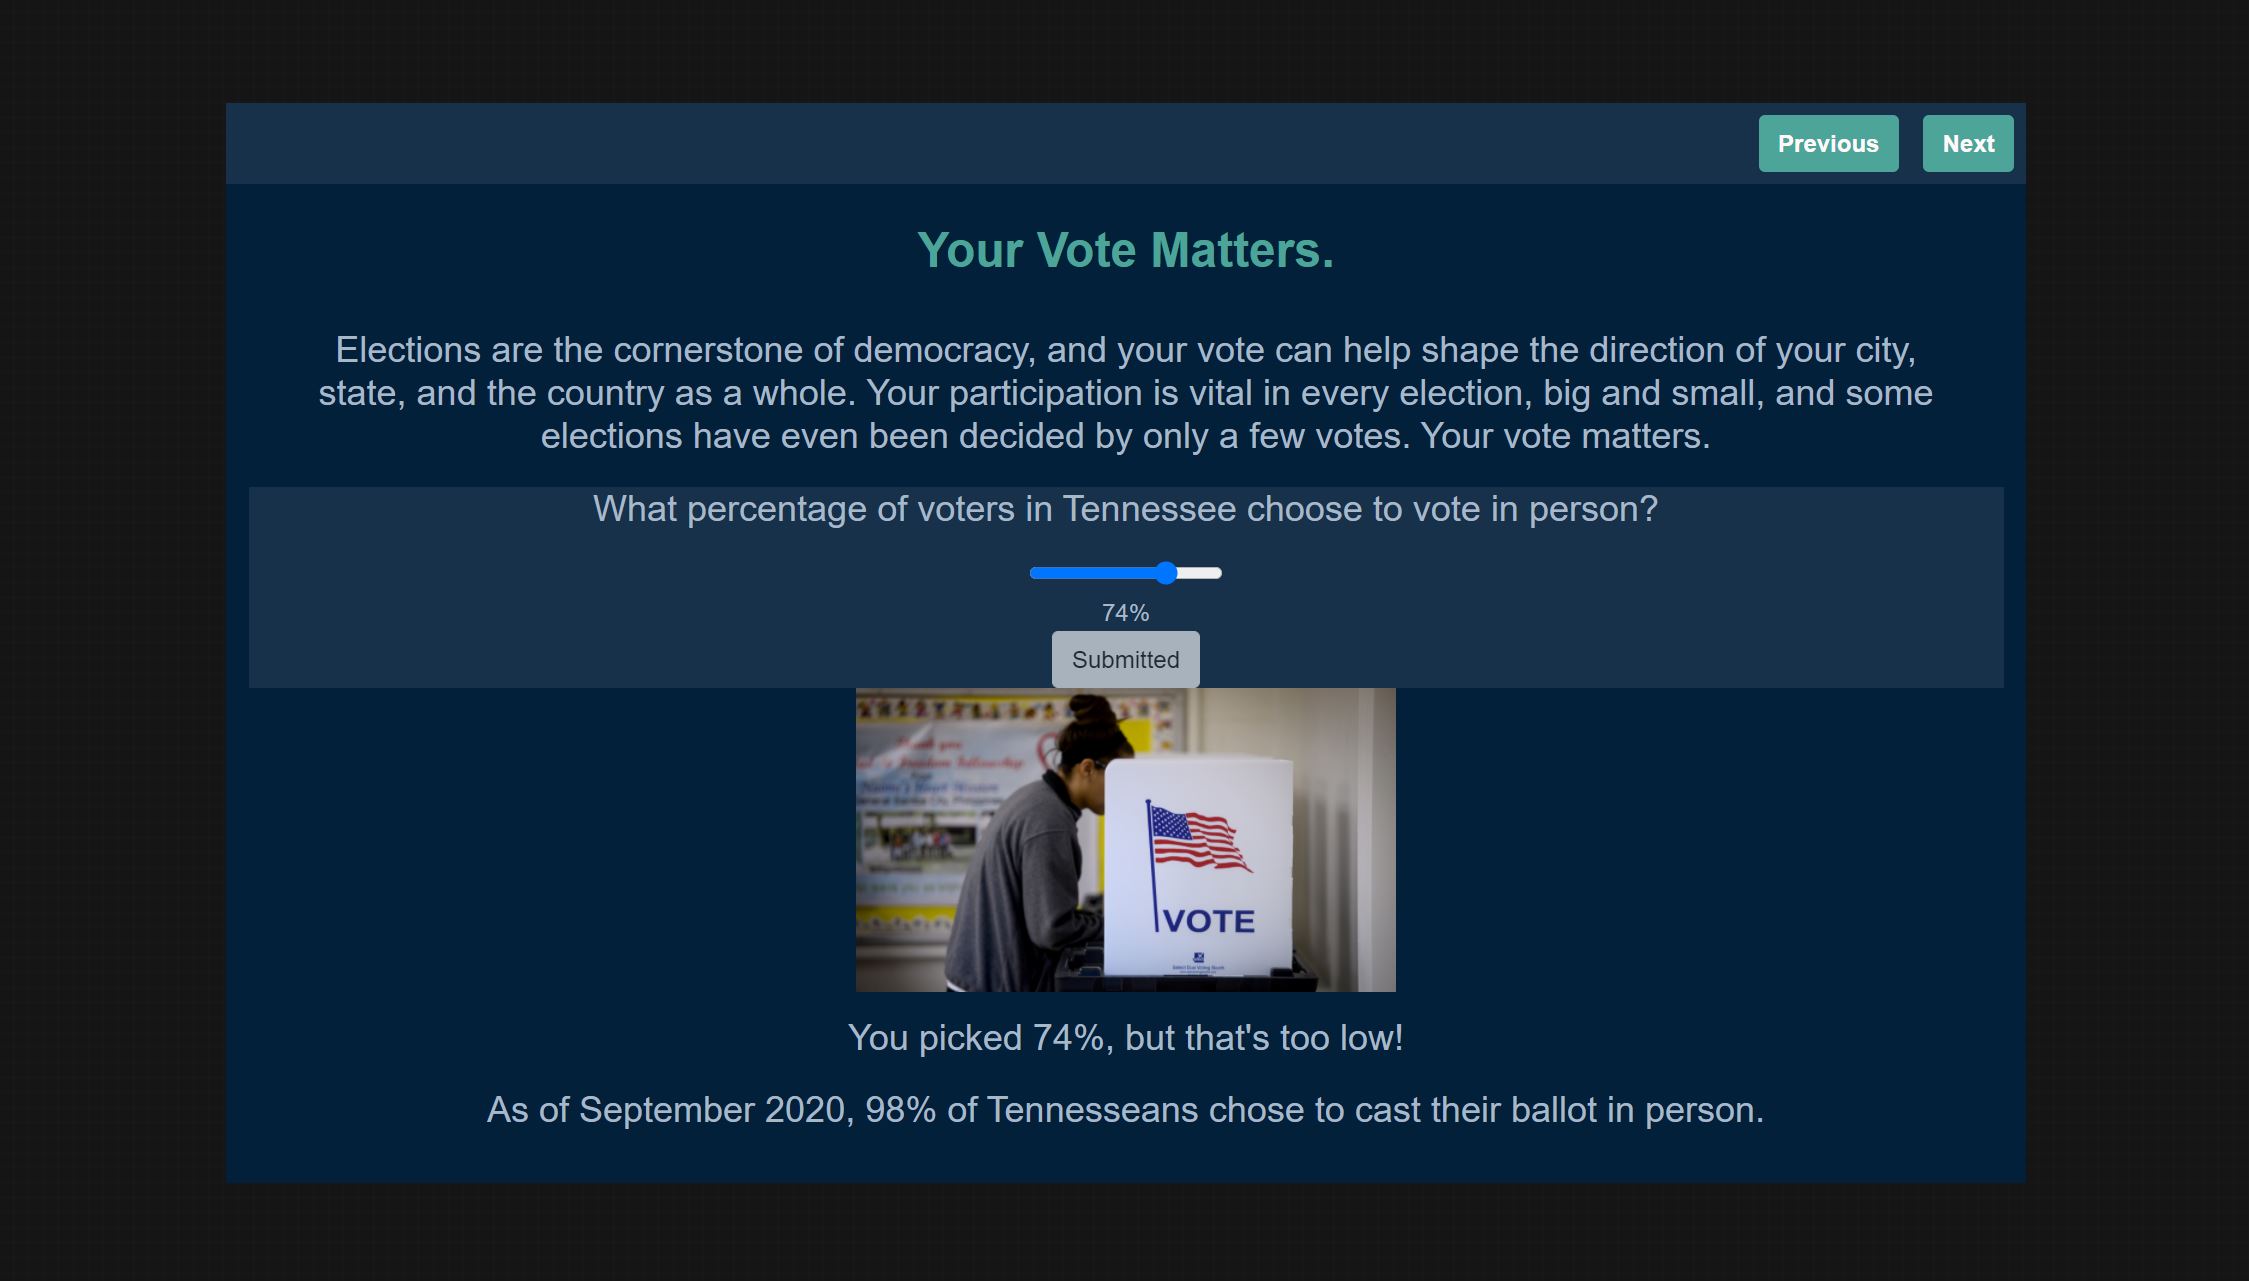 Previous
Next
Your Vote Matters.
Elections are the cornerstone of democracy, and your vote can help shape the direction of your city,
state, and the country as a whole. Your participation is vital in every election, big and small, and some
elections have even been decided by only a few votes. Your vote matters.
What percentage of voters in Tennessee choose to vote in person?
74%
Submitted
Thank you
VOTE
You picked 74%, but that's too low!
As of September 2020, 98% of Tennesseans chose to cast their ballot in person.